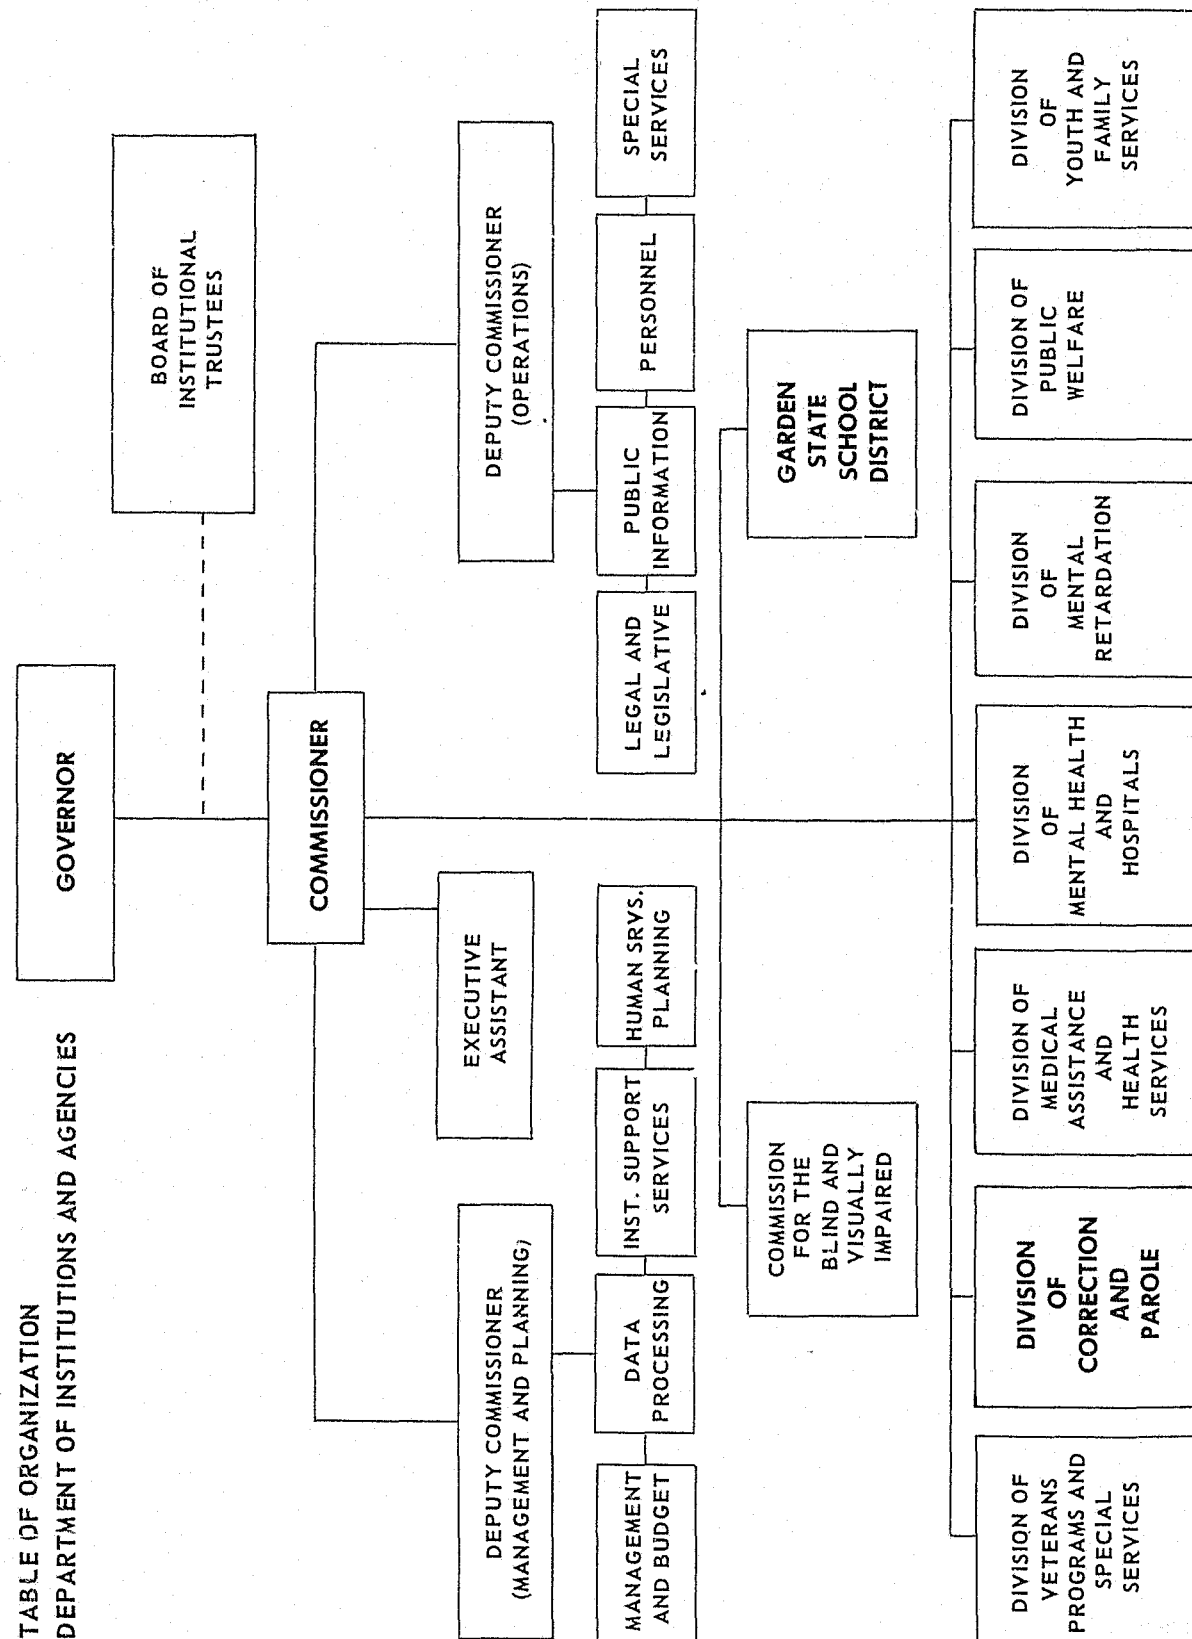 TABLE OF ORGANIZATION
DEPARTMENT OF INSTITUTIONS AND AGENCIES
GOVERNOR
BOARD OF
INSTITUTIONAL
TRUSTEES
COMMISSIONER
EXECUTIVE
ASSISTANT
DEPUTY COMMISSIONER
(MANAGEMENT AND PLANNING)
DEPUTY COMMISSIONER
(OPERATIONS)
MANAGEMENT
AND BUDGET
DATA
PROCESSING
INST. SUPPORT
SERVICES
HUMAN SRVS.
PLANNING
LEGAL AND
LEGISLATIVE
PUBLIC
INFORMATION
PERSONNEL
SPECIAL
SERVICES
COMMISSION
FOR THE
BLIND AND
VISUALLY
IMPAIRED
GARDEN
STATE
SCHOOL
DISTRICT
DIVISION OF
VETERANS
PROGRAMS AND
SPECIAL
SERVICES
DIVISION
OF
CORRECTION
AND
PAROLE
DIVISION OF
MEDICAL
ASSISTANCE
AND
HEALTH
SERVICES
DIVISION
OF
MENTAL HEALTH
AND
HOSPITALS
DIVISION
OF
MENTAL
RETARDATION
DIVISION OF
PUBLIC
WELFARE
DIVISION
OF
YOUTH AND
FAMILY
SERVICES